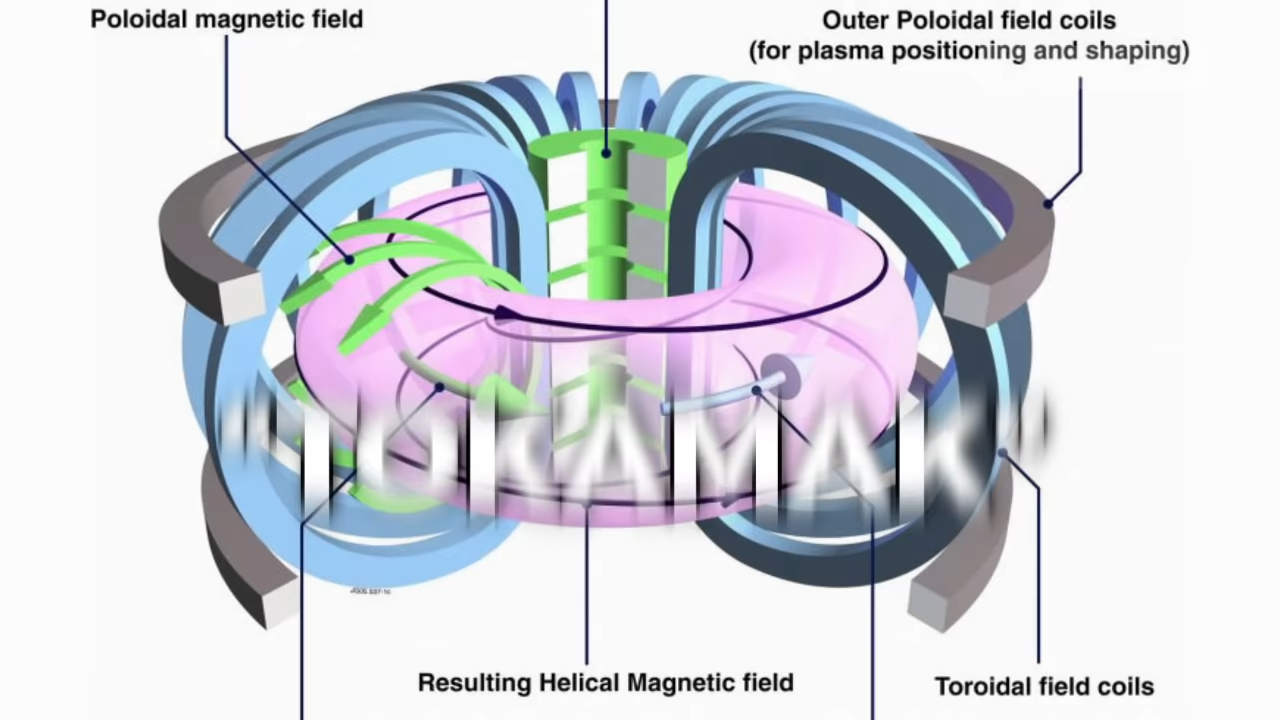 Poloidal magnetic field
Outer Poloidal field coils
(for plasma positioning and shaping)
"TOKAMAK"
Resulting Helical Magnetic field
Toroidal field coils